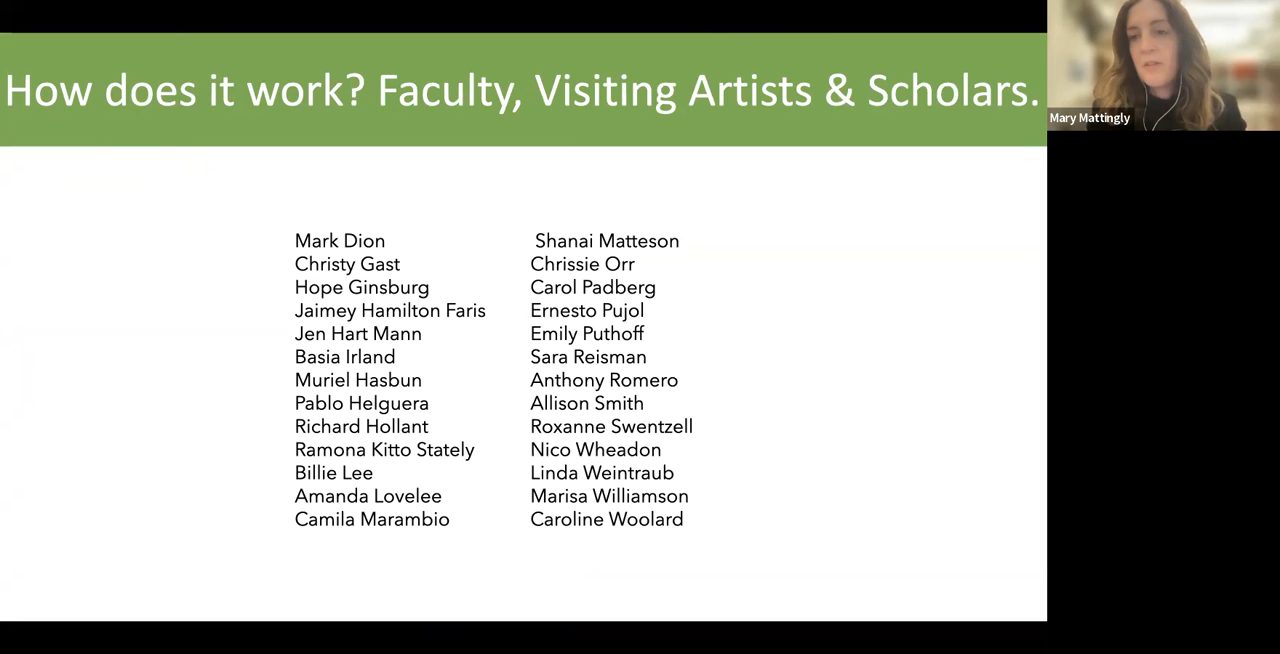 How does it work? Faculty, Visiting Artists & Scholars.
Mary Mattingly
Mark Dion
Christy Gast
Hope Ginsburg
Jaimey Hamilton Faris
Jen Hart Mann
Basia Irland
Muriel Hasbun
Pablo Helguera
Richard Hollant
Ramona Kitto Stately
Billie Lee
Amanda Lovelee
Camila Marambio
Shanai Matteson
Chrissie Orr
Carol Padberg
Ernesto Pujol
Emily Puthoff
Sara Reisman
Anthony Romero
Allison Smith
Roxanne Swentzell
Nico Wheadon
Linda Weintraub
Marisa Williamson
Caroline Woolard